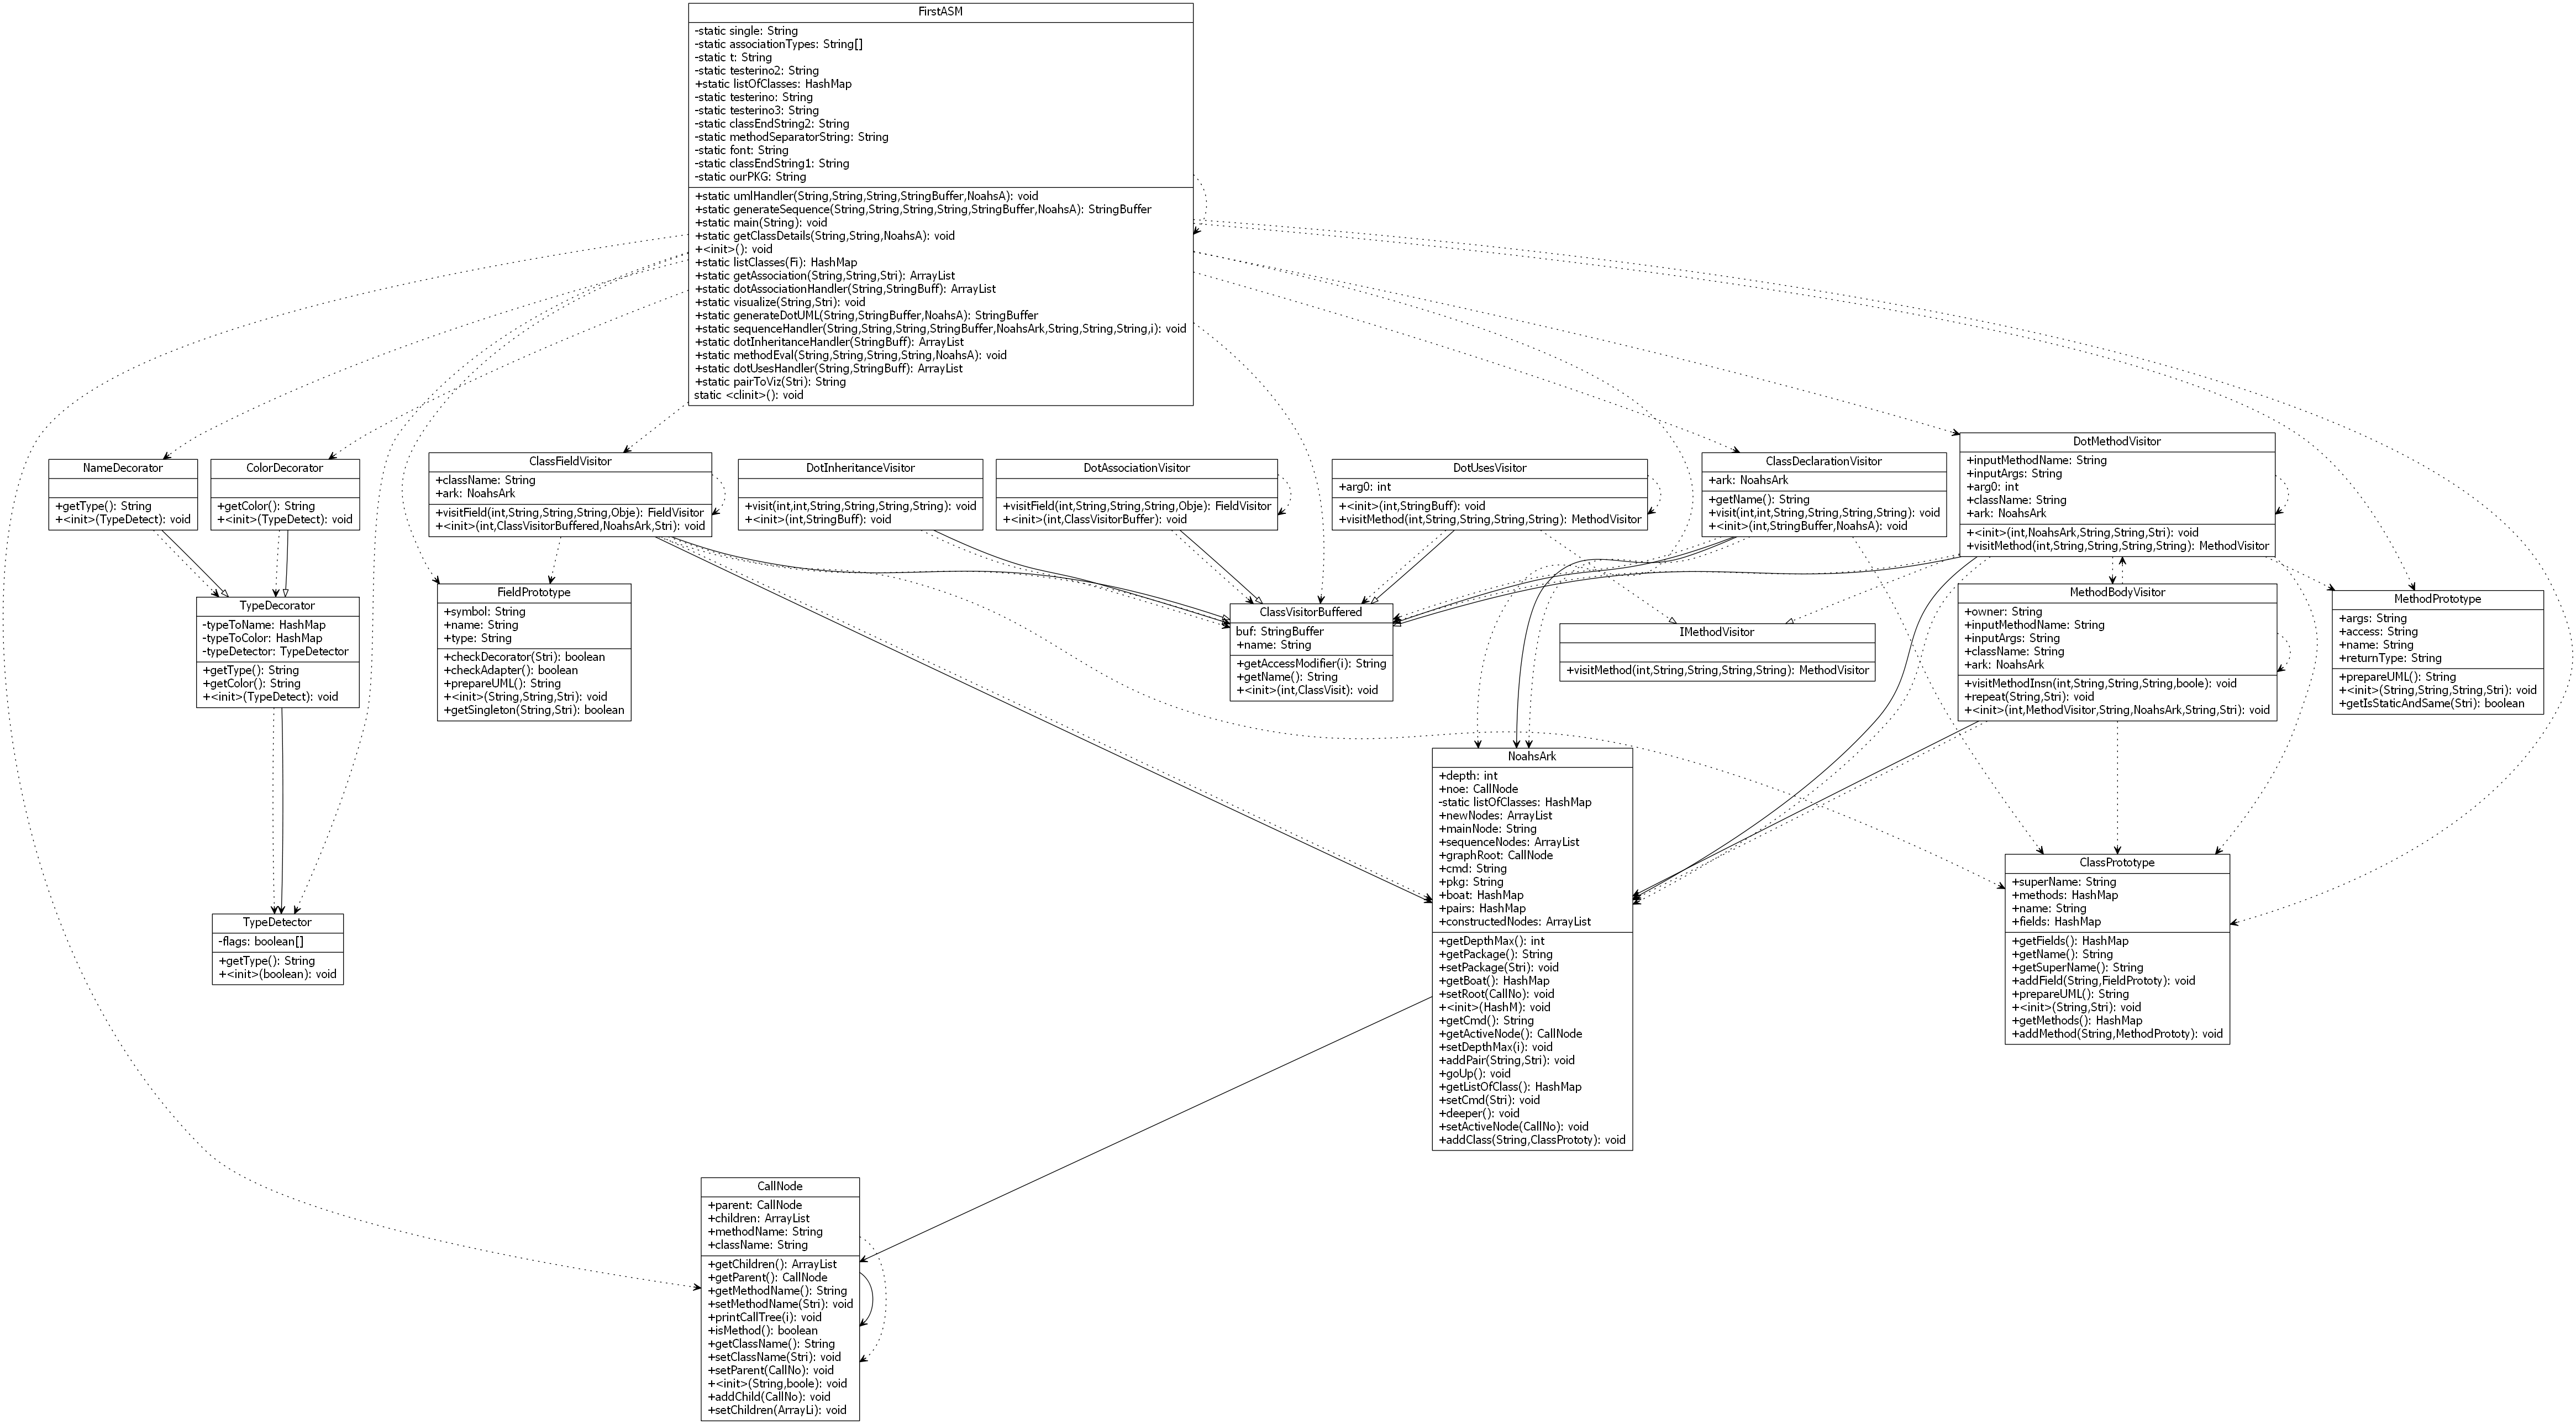 FirstASM
-static single: String
-static associationTypes: String[]
-static t: String
-static testerino2: String
+static listOfClasses: HashMap
-static testerino: String
-static testerino3: String
-static classEndString2: String
-static methodSeparatorString: String
-static font: String
-static classEndString1: String
-static ourPKG: String
+static umlHandler(String,String,String,StringBuffer,NoahsA): void
+static generateSequence(String,String,String,String,StringBuffer,NoahsA): StringBuffer
+static main(String): void
+static getClassDetails(String,String,NoahsA): void
+<init>(): void
+static listClasses(Fi): HashMap
+static getAssociation(String,String,Stri): ArrayList
+static dotAssociationHandler(String,StringBuff): ArrayList
+static visualize(String,Stri): void
+static generateDotUML(String,StringBuffer,NoahsA): StringBuffer
+static sequenceHandler(String,String,String,StringBuffer,NoahsArk,String,String,String,i): void
+static dotInheritanceHandler(StringBuff): ArrayList
+static methodEval(String,String,String,String,NoahsA): void
+static dotUsesHandler(String,StringBuff): ArrayList
+static pairToViz(Stri): String
static <clinit>(): void
NameDecorator
+getType(): String
+<init>(TypeDetect): void
ColorDecorator
+getColor(): String
+<init>(TypeDetect): void
ClassFieldVisitor
+className: String
+ark: NoahsArk
+visitField(int,String,String,String,Obje): FieldVisitor
+<init>(int,ClassVisitorBuffered,NoahsArk,Stri): void
DotInheritanceVisitor
+visit(int,int,String,String,String,String): void
+<init>(int,StringBuff): void
DotAssociationVisitor
+visitField(int,String,String,String,Obje): FieldVisitor
+<init>(int,ClassVisitorBuffer): void
DotUsesVisitor
+arg0: int
+<init>(int,StringBuff): void
+visitMethod(int,String,String,String,String): MethodVisitor
ClassDeclarationVisitor
+ark: NoahsArk
+getName(): String
+visit(int,int,String,String,String,String): void
+<init>(int,StringBuffer,NoahsA): void
DotMethodVisitor
+inputMethodName: String
+inputArgs: String
+arg0: int
+className: String
+ark: NoahsArk
+<init>(int,NoahsArk,String,String,Stri): void
+visitMethod(int,String,String,String,String): MethodVisitor
TypeDecorator
-typeToName: HashMap
-typeToColor: HashMap
-typeDetector: TypeDetector
+getType(): String
+getColor(): String
+<init>(TypeDetect): void
FieldPrototype
+symbol: String
+name: String
+type: String
+checkDecorator(Stri): boolean
+checkAdapter(): boolean
+prepareUML(): String
+<init>(String,String,Stri): void
+getSingleton(String,Stri): boolean
ClassVisitorBuffered
buf: StringBuffer
+name: String
+getAccessModifier(i): String
+getName(): String
+<init>(int,ClassVisit): void
IMethodVisitor
+visitMethod(int,String,String,String,String): MethodVisitor
MethodBodyVisitor
+owner: String
+inputMethodName: String
+inputArgs: String
+className: String
+ark: NoahsArk
+visitMethodInsn(int,String,String,String,boole): void
+repeat(String,Stri): void
+<init>(int,MethodVisitor,String,NoahsArk,String,Stri): void
MethodPrototype
+args: String
+access: String
+name: String
+returnType: String
+prepareUML(): String
+<init>(String,String,String,Stri): void
+getIsStaticAndSame(Stri): boolean
NoahsArk
+depth: int
+noe: CallNode
-static listOfClasses: HashMap
+newNodes: ArrayList
+mainNode: String
+sequenceNodes: ArrayList
+graphRoot: CallNode
+cmd: String
+pkg: String
+boat: HashMap
+pairs: HashMap
+constructedNodes: ArrayList
+getDepthMax(): int
+getPackage(): String
+setPackage(Stri): void
+getBoat(): HashMap
+setRoot(CallNo): void
+<init>(HashM): void
+getCmd(): String
+getActiveNode(): CallNode
+setDepthMax(i): void
+addPair(String,Stri): void
+goUp(): void
+getListOfClass(): HashMap
+setCmd(Stri): void
+deeper(): void
+setActiveNode(CallNo): void
+addClass(String,ClassPrototy): void
ClassPrototype
+superName: String
+methods: HashMap
+name: String
+fields: HashMap
+getFields(): HashMap
+getName(): String
+getSuperName(): String
+addField(String,FieldPrototy): void
+prepareUML(): String
+<init>(String,Stri): void
+getMethods(): HashMap
+addMethod(String,MethodPrototy): void
TypeDetector
-flags: boolean[]
+getType(): String
+<init>(boolean): void
CallNode
+parent: CallNode
+children: ArrayList
+methodName: String
+className: String
+getChildren(): ArrayList
+getParent(): CallNode
+getMethodName(): String
+setMethodName(Stri): void
+printCallTree(i): void
+isMethod(): boolean
+getClassName(): String
+setClassName(Stri): void
+setParent(CallNo): void
+<init>(String,boole): void
+addChild(CallNo): void
+setChildren(ArrayLi): void